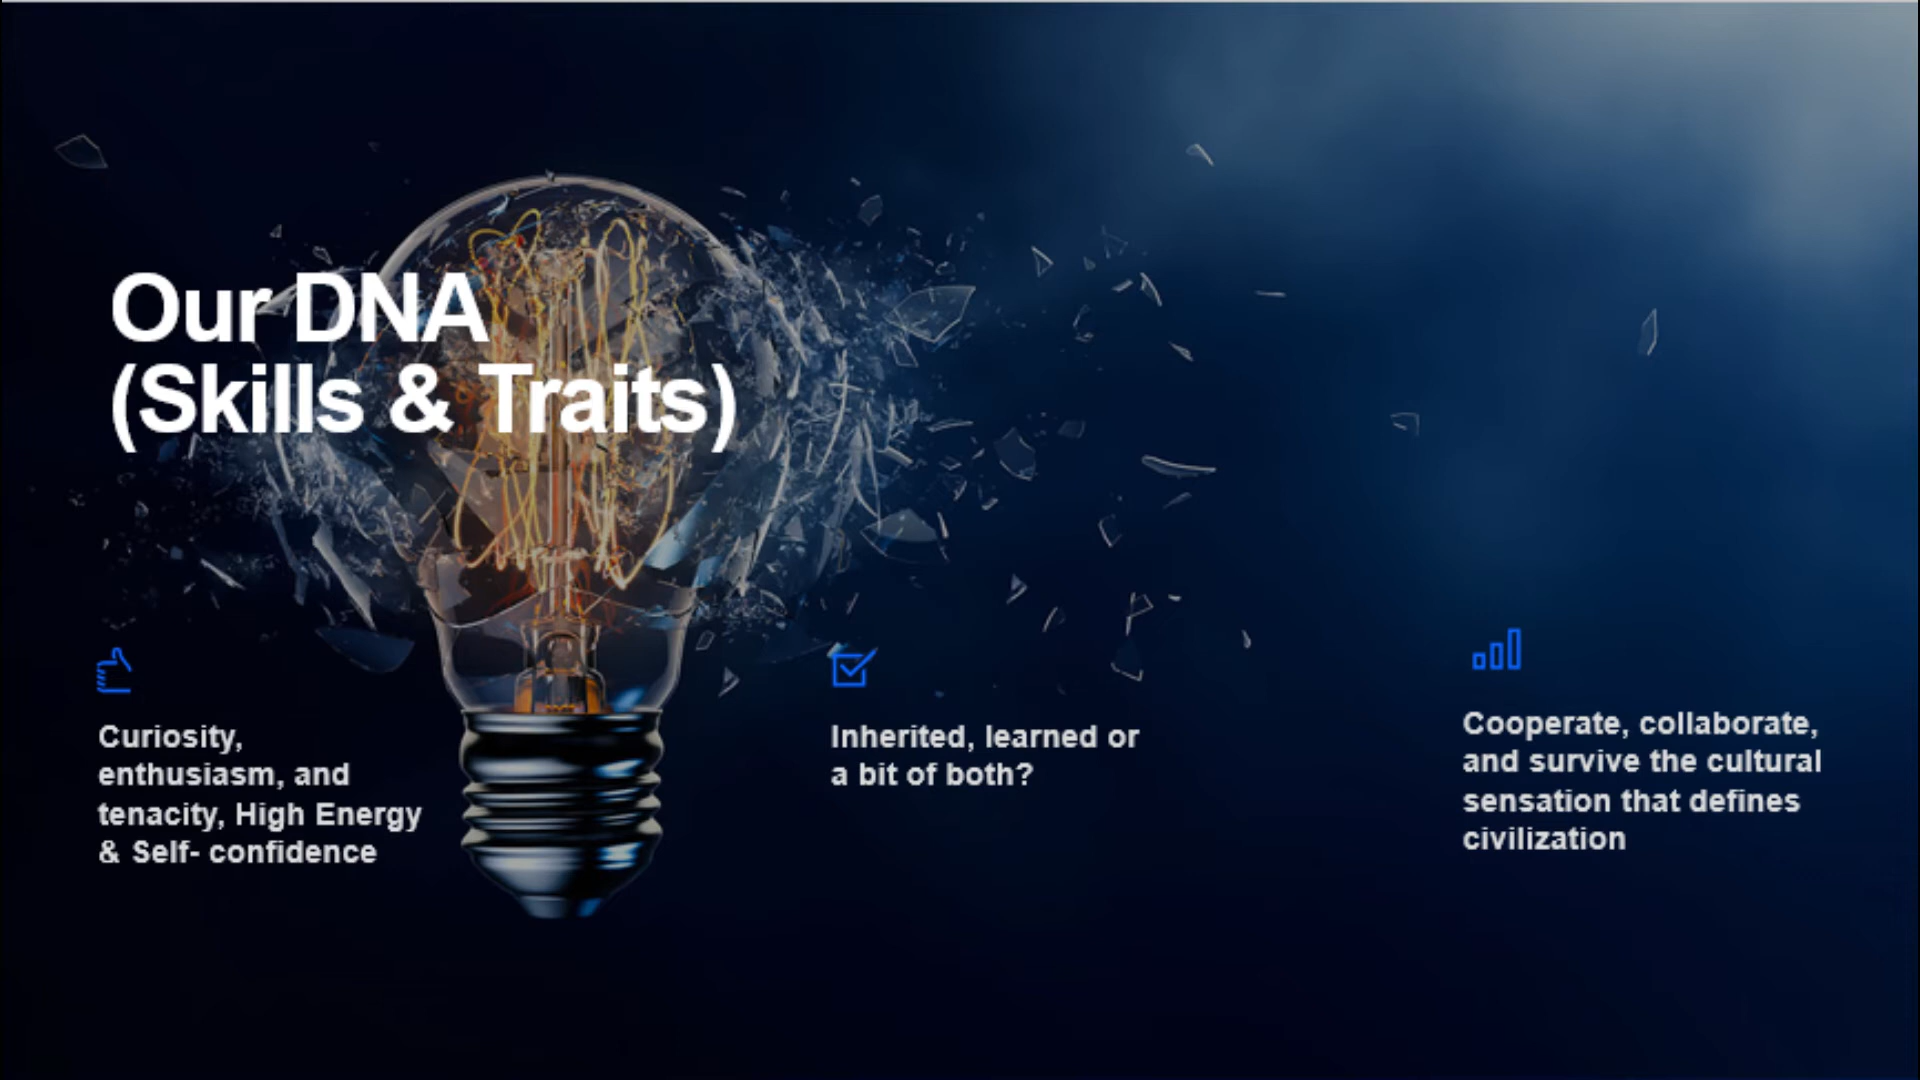 Our DNA
(Skills & Traits)
Curiosity,
enthusiasm, and
tenacity, High Energy
& Self- confidence
Inherited, learned or
a bit of both?
Cooperate, collaborate,
and survive the cultural
sensation that defines
civilization